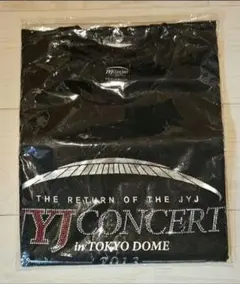 THE RETURN OF THE JYJ
JYJ CONCERT
in TOKYO DOME
2013